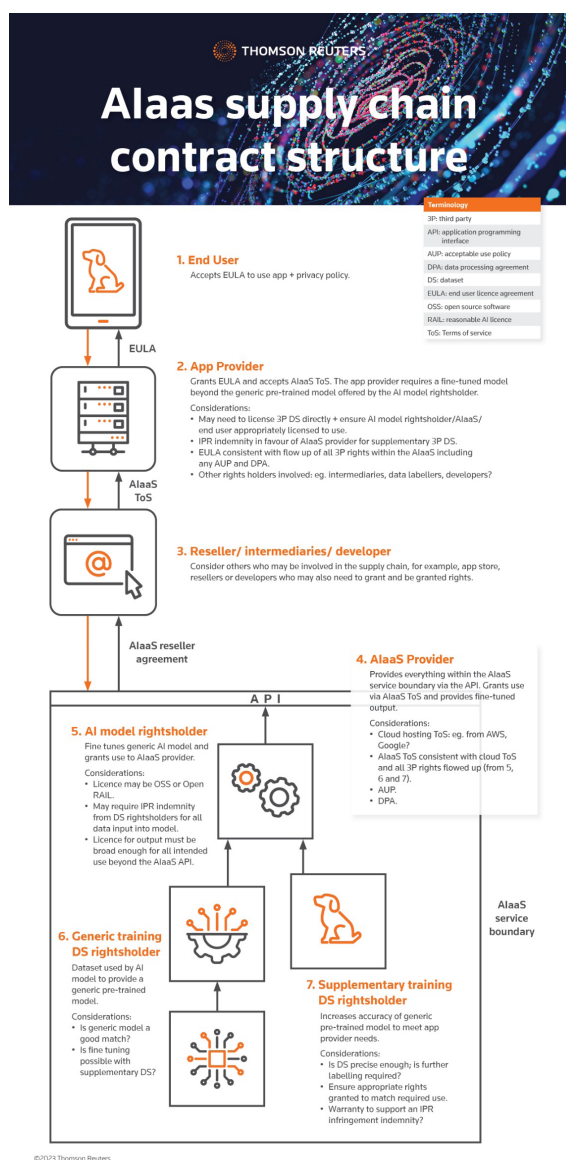 THOMSON REUTERS
AIaas supply chain
contract structure
Terminology
3P: third party
API: application programming
interface
AUP: acceptable use policy
DPA: data processing agreement
DS: dataset
EULA: end user licence agreement
OSS: open source software
RAIL: reasonable AI licence
ToS: Terms of service
1. End User
Accepts EULA to use app + privacy policy.
EULA
2. App Provider
Grants EULA and accepts AIaaS ToS. The app provider requires a fine-tuned model
beyond the generic pre-trained model offered by the AI model rightsholder.
Considerations:
• May need to license 3P DS directly + ensure AI model rightsholder/AIaaS/
end user appropriately licensed to use.
• IPR indemnity in favour of AIaaS provider for supplementary 3P DS.
• EULA consistent with flow up of all 3P rights within the AIaaS including
any AUP and DPA.
• Other rights holders involved: eg. intermediaries, data labellers, developers?
AIaaS
ToS
3. Reseller/ intermediaries/ developer
Consider others who may be involved in the supply chain, for example, app store,
resellers or developers who may also need to grant and be granted rights.
@
AIaaS reseller
agreement
4. AIaaS Provider
Provides everything within the AIaaS
service boundary via the API. Grants use
via AIaaS ToS and provides fine-tuned
output.
Considerations:
• Cloud hosting ToS: eg. from AWS,
Google?
• AIaaS ToS consistent with cloud ToS
and all 3P rights flowed up (from 5,
6 and 7).
• AUP.
• DPA.
API
5. AI model rightsholder
Fine tunes generic AI model and
grants use to AIaaS provider.
Considerations:
• Licence may be OSS or Open
RAIL.
• May require IPR indemnity
from DS rightsholders for all
data input into model.
• Licence for output must be
broad enough for all intended
use beyond the AIaaS API.
AIaaS
service
boundary
6. Generic training
DS rightsholder
Dataset used by AI
model to provide a
generic pre-trained
model.
Considerations:
• Is generic model a
good match?
• Is fine tuning
possible with
supplementary DS?
7. Supplementary training
DS rightsholder
Increases accuracy of generic
pre-trained model to meet app
provider needs.
Considerations:
• Is DS precise enough; is further
labelling required?
• Ensure appropriate rights
granted to match required use.
• Warranty to support an IPR
infringement indemnity?
©2023 Thomson Reuters